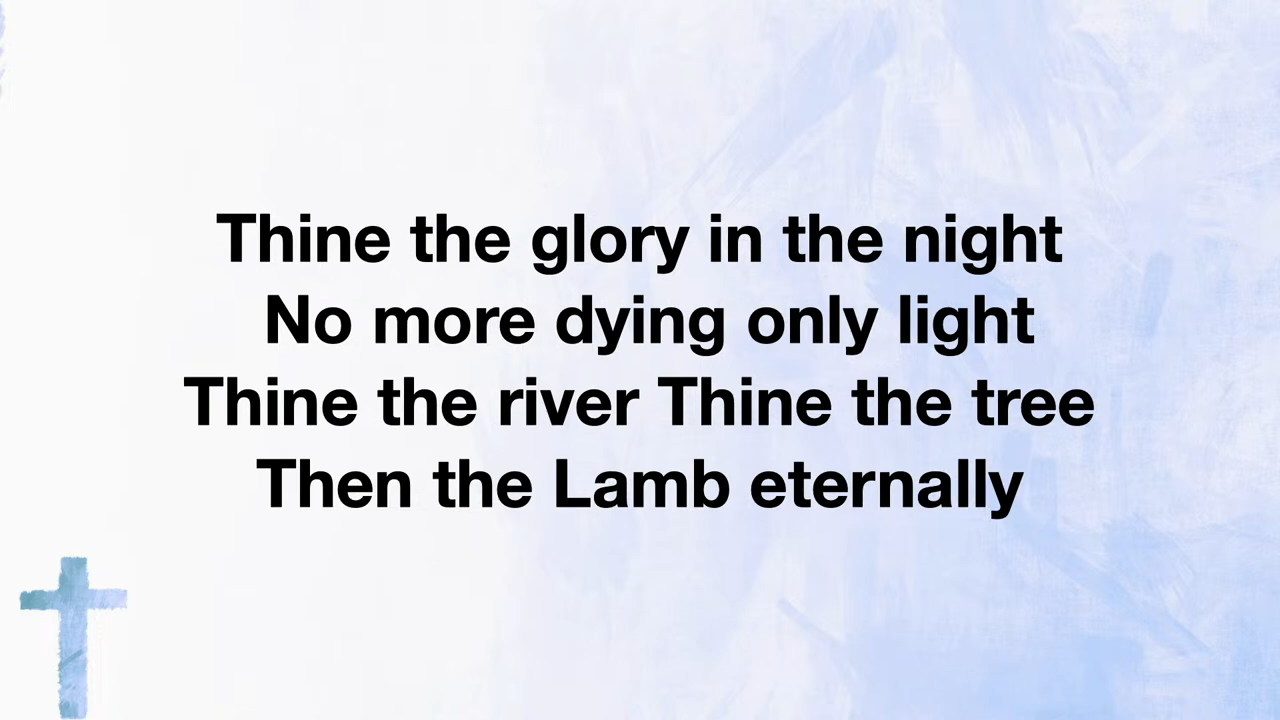 Thine the glory in the night
No more dying only light
Thine the river Thine the tree
Then the Lamb eternally